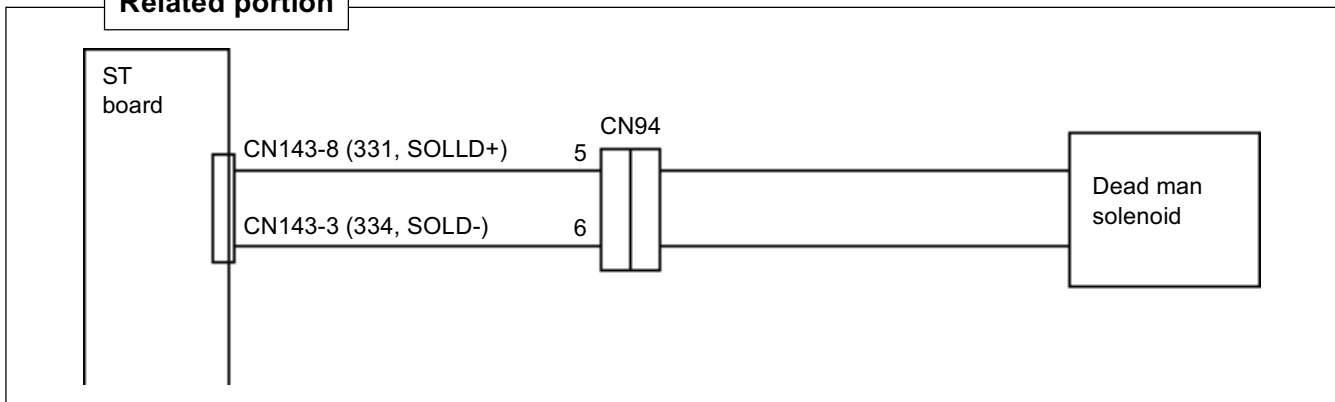 Related portion
ST
board
CN143-8 (331, SOLLD+)
5
CN94
CN143-3 (334, SOLD-)
6
Dead man
solenoid